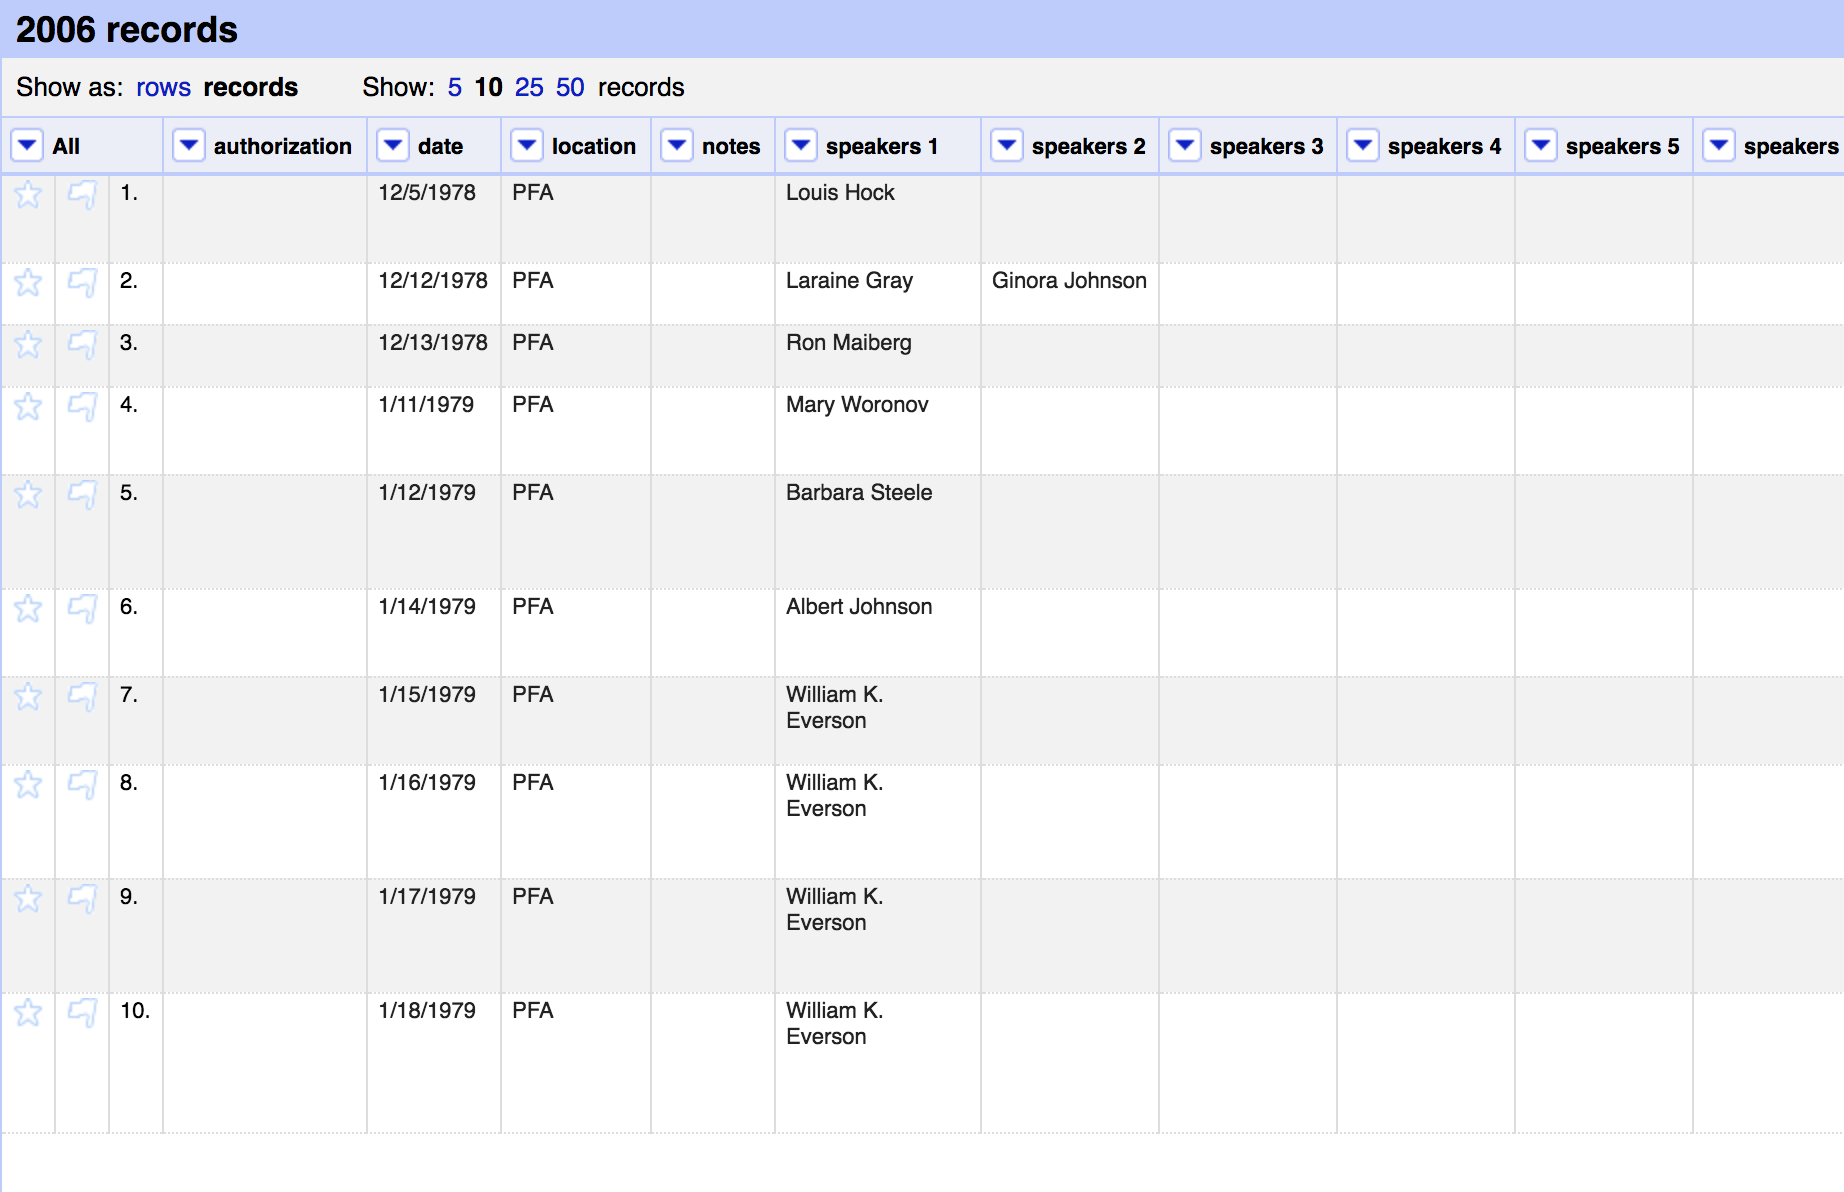 2006 records
Show as: rows records Show: 5 10 25 50 records
All authorization date location notes speakers 1 speakers 2 speakers 3 speakers 4 speakers 5 speakers
1. 12/5/1978 PFA Louis Hock
2. 12/12/1978 PFA Laraine Gray Ginora Johnson
3. 12/13/1978 PFA Ron Maiberg
4. 1/11/1979 PFA Mary Woronov
5. 1/12/1979 PFA Barbara Steele
6. 1/14/1979 PFA Albert Johnson
7. 1/15/1979 PFA William K.
Everson
8. 1/16/1979 PFA William K.
Everson
9. 1/17/1979 PFA William K.
Everson
10. 1/18/1979 PFA William K.
Everson